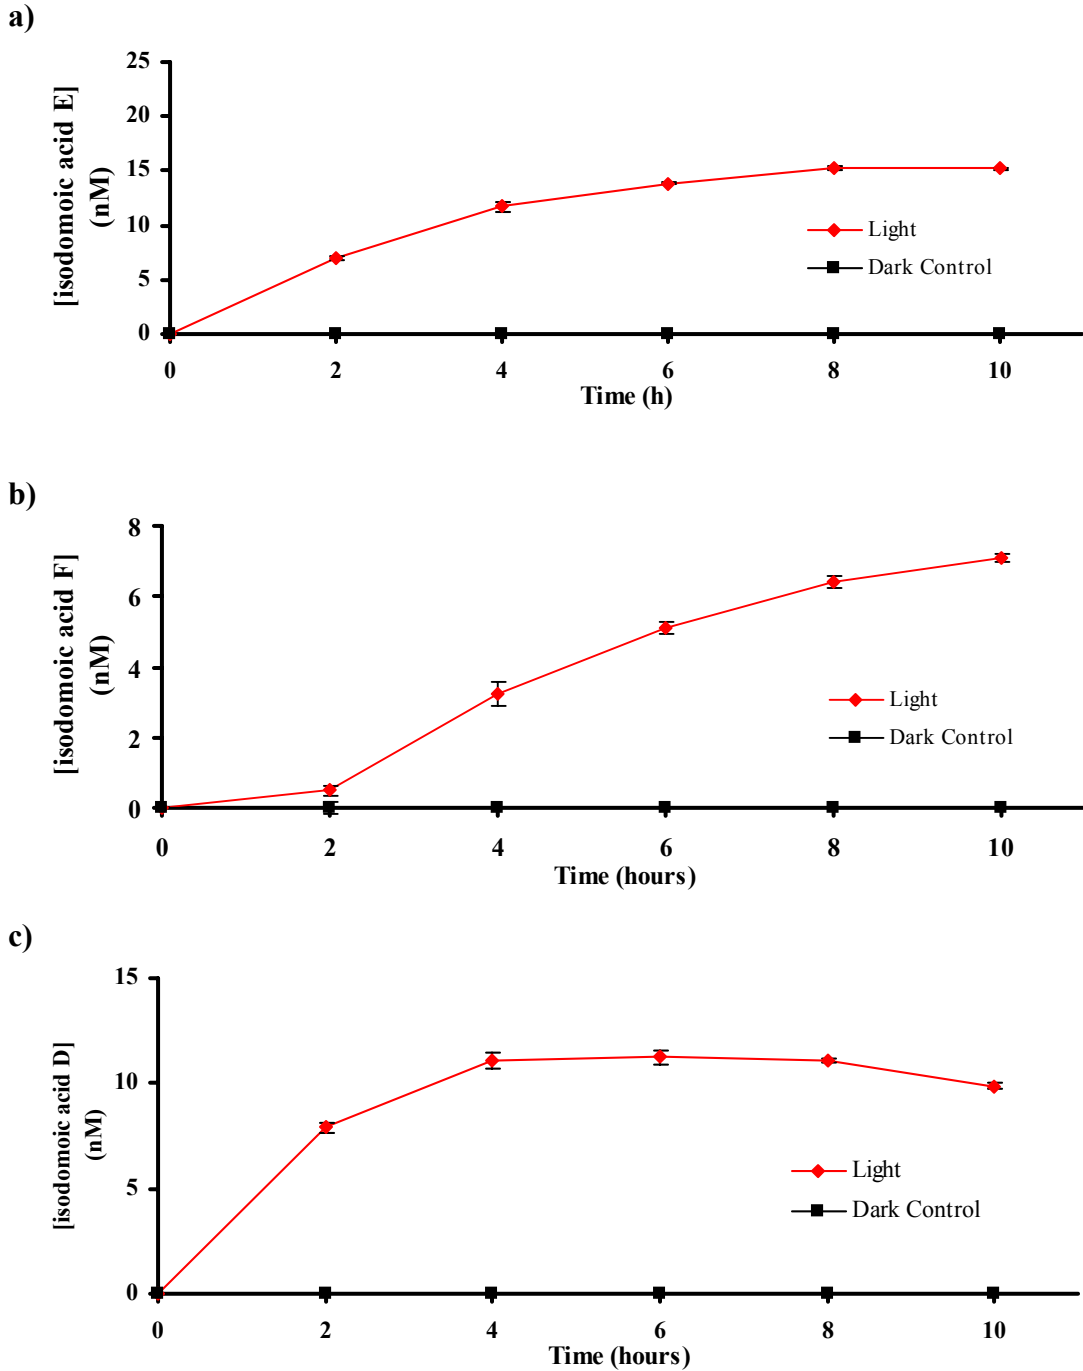 a)
[isodomoic acid E]
(nM)
25
20
15
10
5
0
Light
Dark Control
0 2 4 6 8 10
Time (h)
b)
[isodomoic acid F]
(nM)
8
6
4
2
0
Light
Dark Control
0 2 4 6 8 10
Time (hours)
c)
[isodomoic acid D]
(nM)
15
10
5
0
Light
Dark Control
0 2 4 6 8 10
Time (hours)